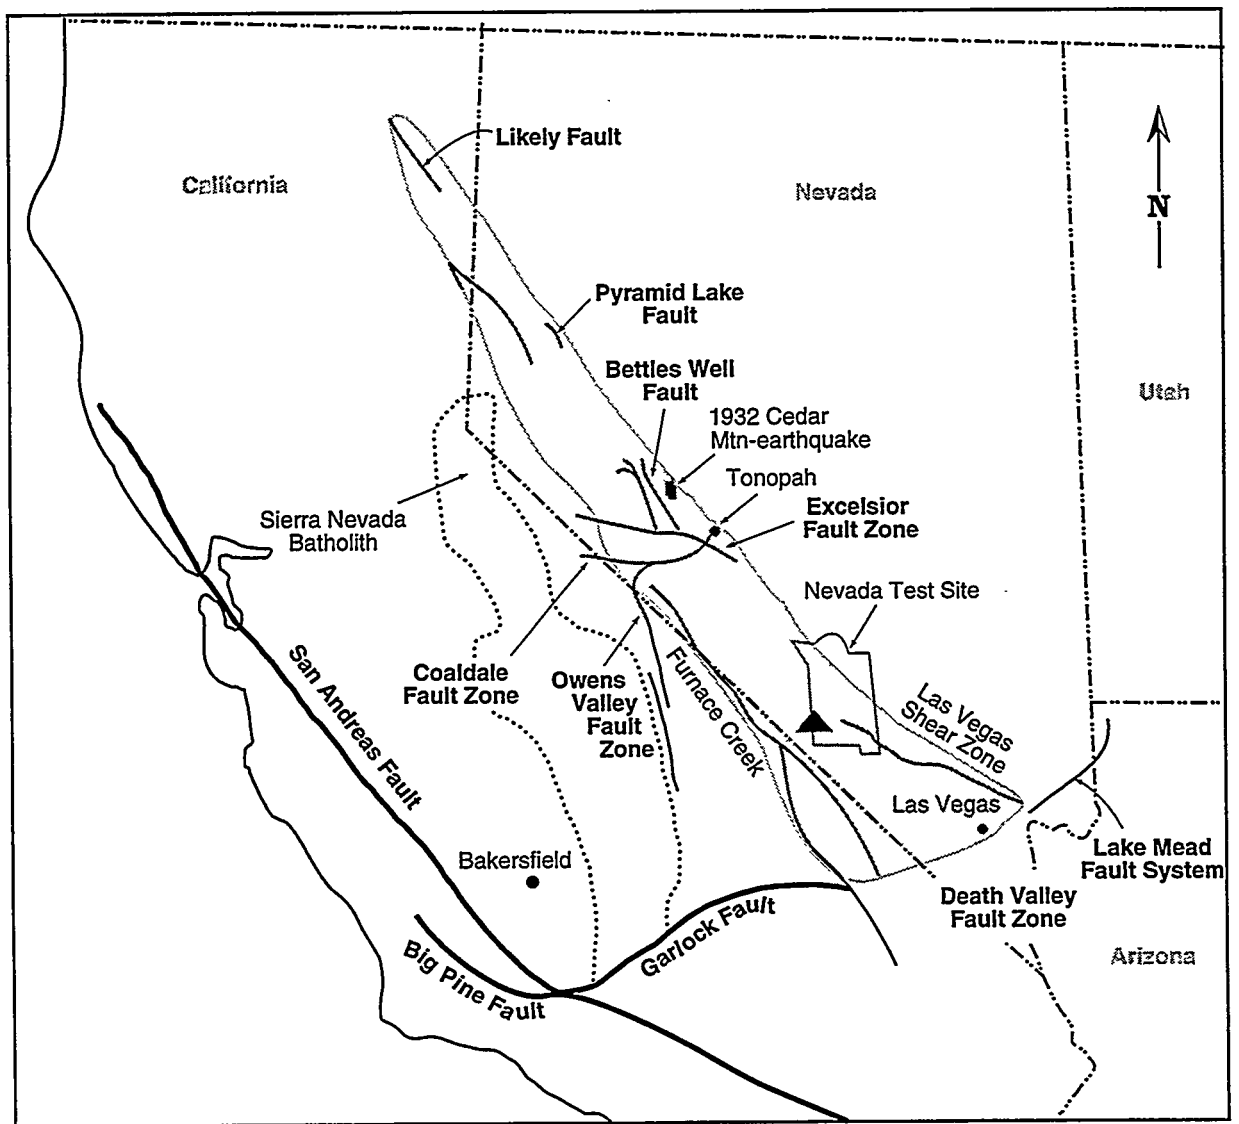 Likely Fault
California
Nevada
N
Pyramid Lake
Fault
Bettles Well
Fault
Utah
1932 Cedar
Mtn-earthquake
Tonopah
Excelsior
Fault Zone
Sierra Nevada
Batholith
Nevada Test Site
Coaldale
Fault Zone
Owens
Valley
Fault
Zone
San Andreas Fault
Furnace Creek
Las Vegas
Shear Zone
Las Vegas
Lake Mead
Fault System
Bakersfield
Death Valley
Fault Zone
Garlock Fault
Big Pine Fault
Arizona